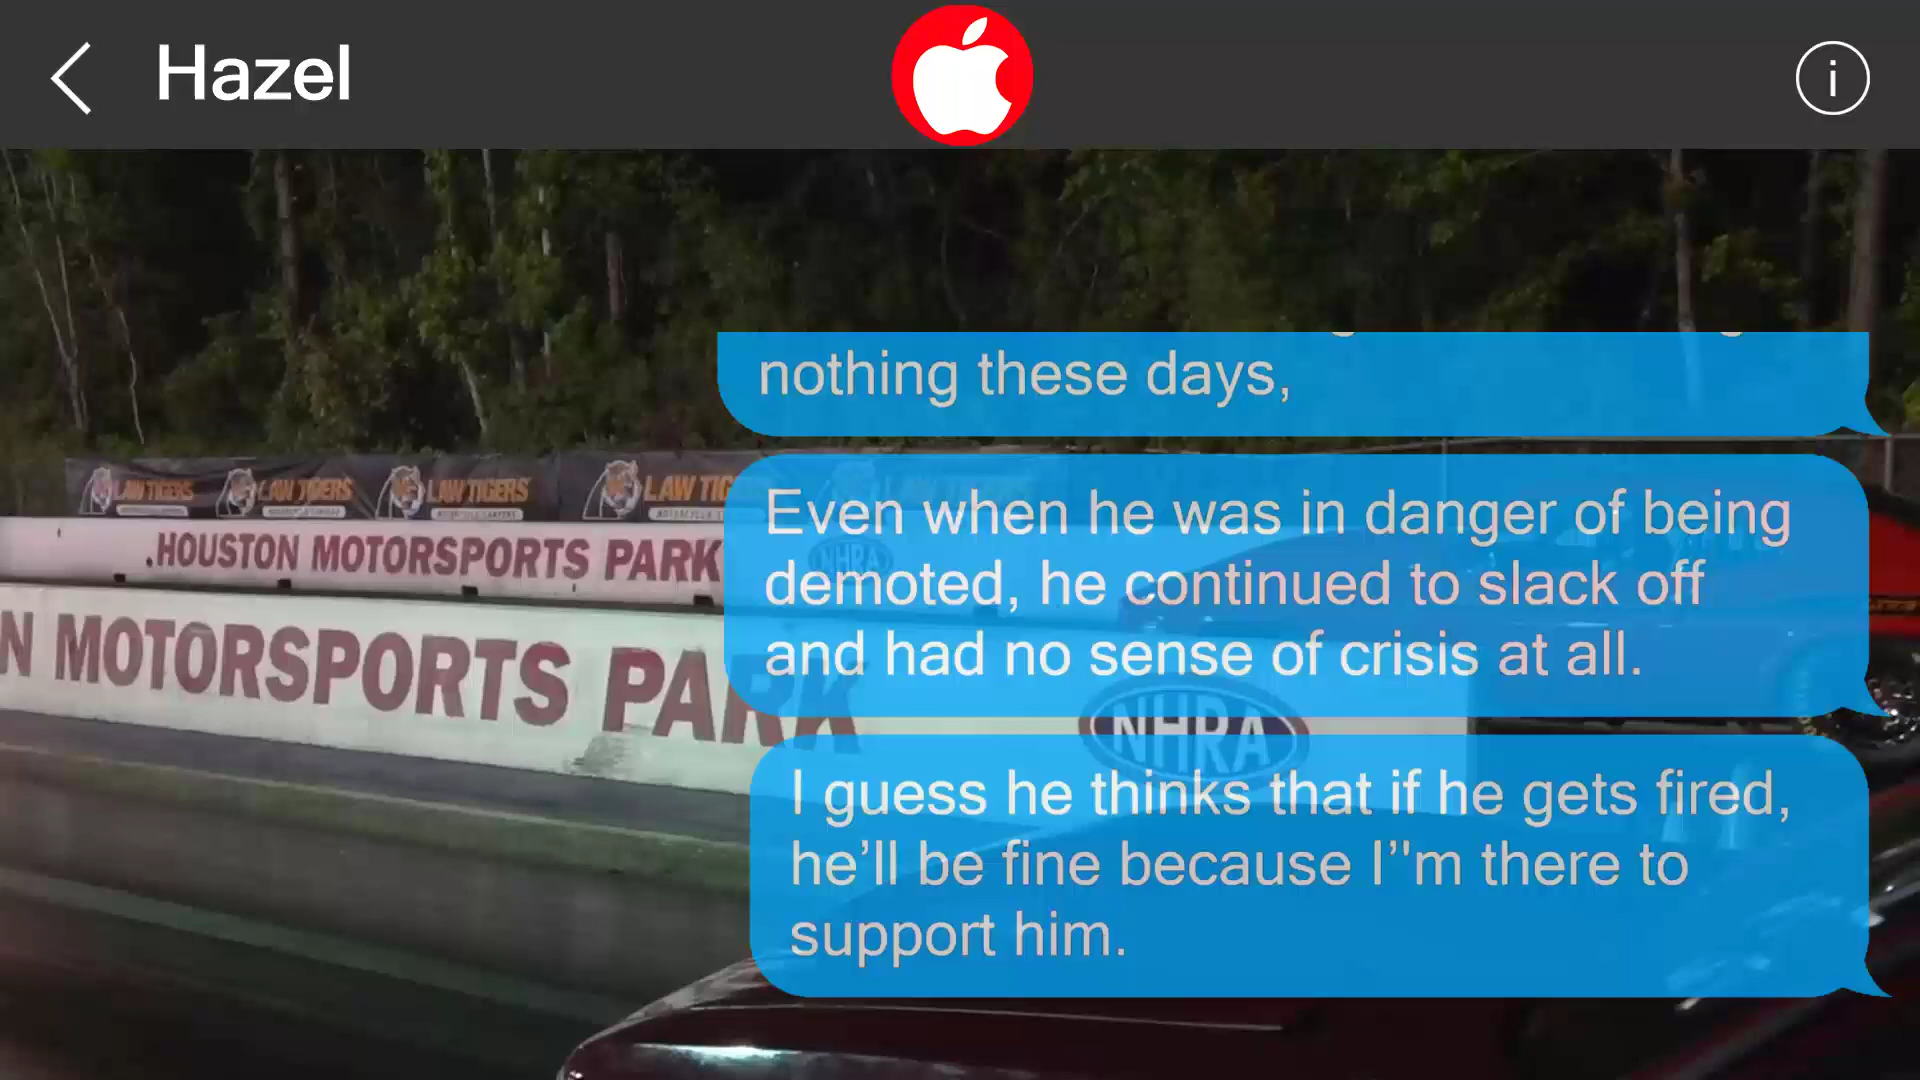 Hazel
i
nothing these days,
LAW TIGERS LAW TIGERS LAW TIGERS LAW TIG
Even when he was in danger of being
demoted, he continued to slack off
and had no sense of crisis at all.
.HOUSTON MOTORSPORTS PARK NHRA
N MOTORSPORTS PARK NHRA
I guess he thinks that if he gets fired,
he’ll be fine because I’'m there to
support him.